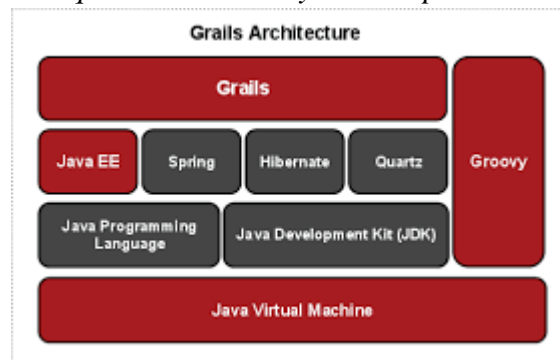 Grails Architecture
Grails
Java EE
Spring
Hibernate
Quartz
Groovy
Java Programming
Language
Java Development Kit (JDK)
Java Virtual Machine